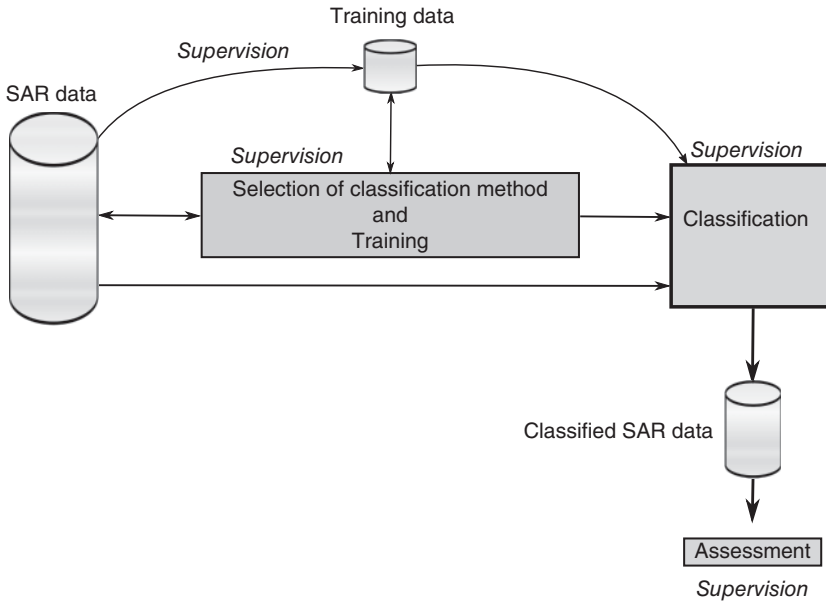 Training data
Supervision
SAR data
Supervision
Supervision
Selection of classification method
and
Training
Classification
Classified SAR data
Assessment
Supervision